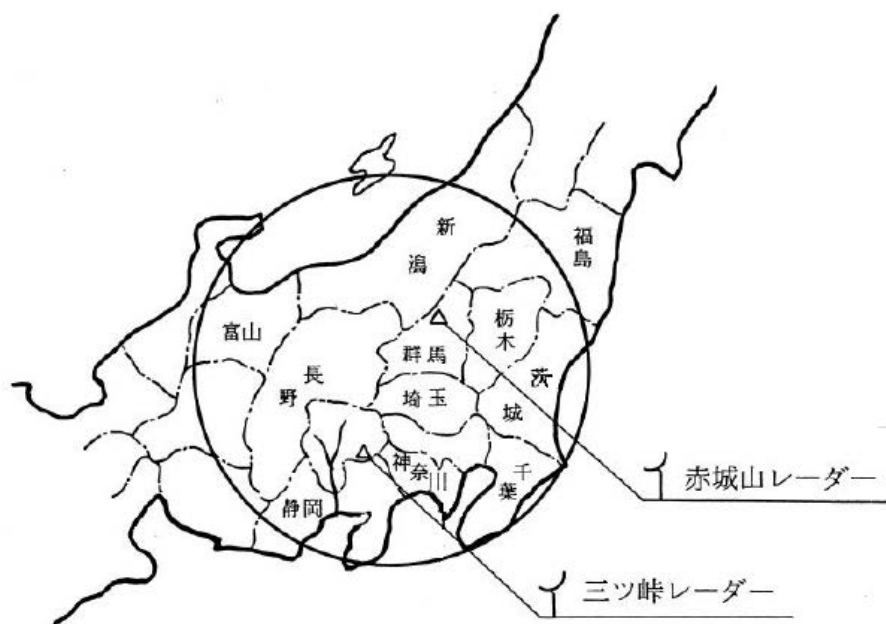 新潟
福島
富山
栃木
群馬
茨城
長野
埼玉
神奈川
千葉
静岡
赤城山レーダー
三ツ峠レーダー